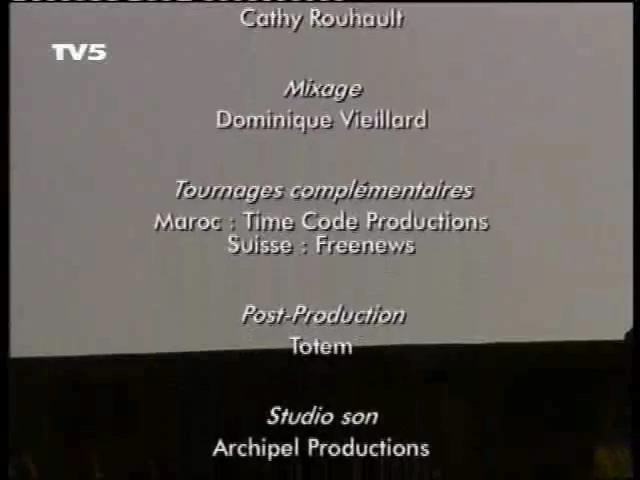 Cathy Rouhault
TV5
Mixage
Dominique Vieillard
Tournages complémentaires
Maroc : Time Code Productions
Suisse : Freenews
Post-Production
Totem
Studio son
Archipel Productions